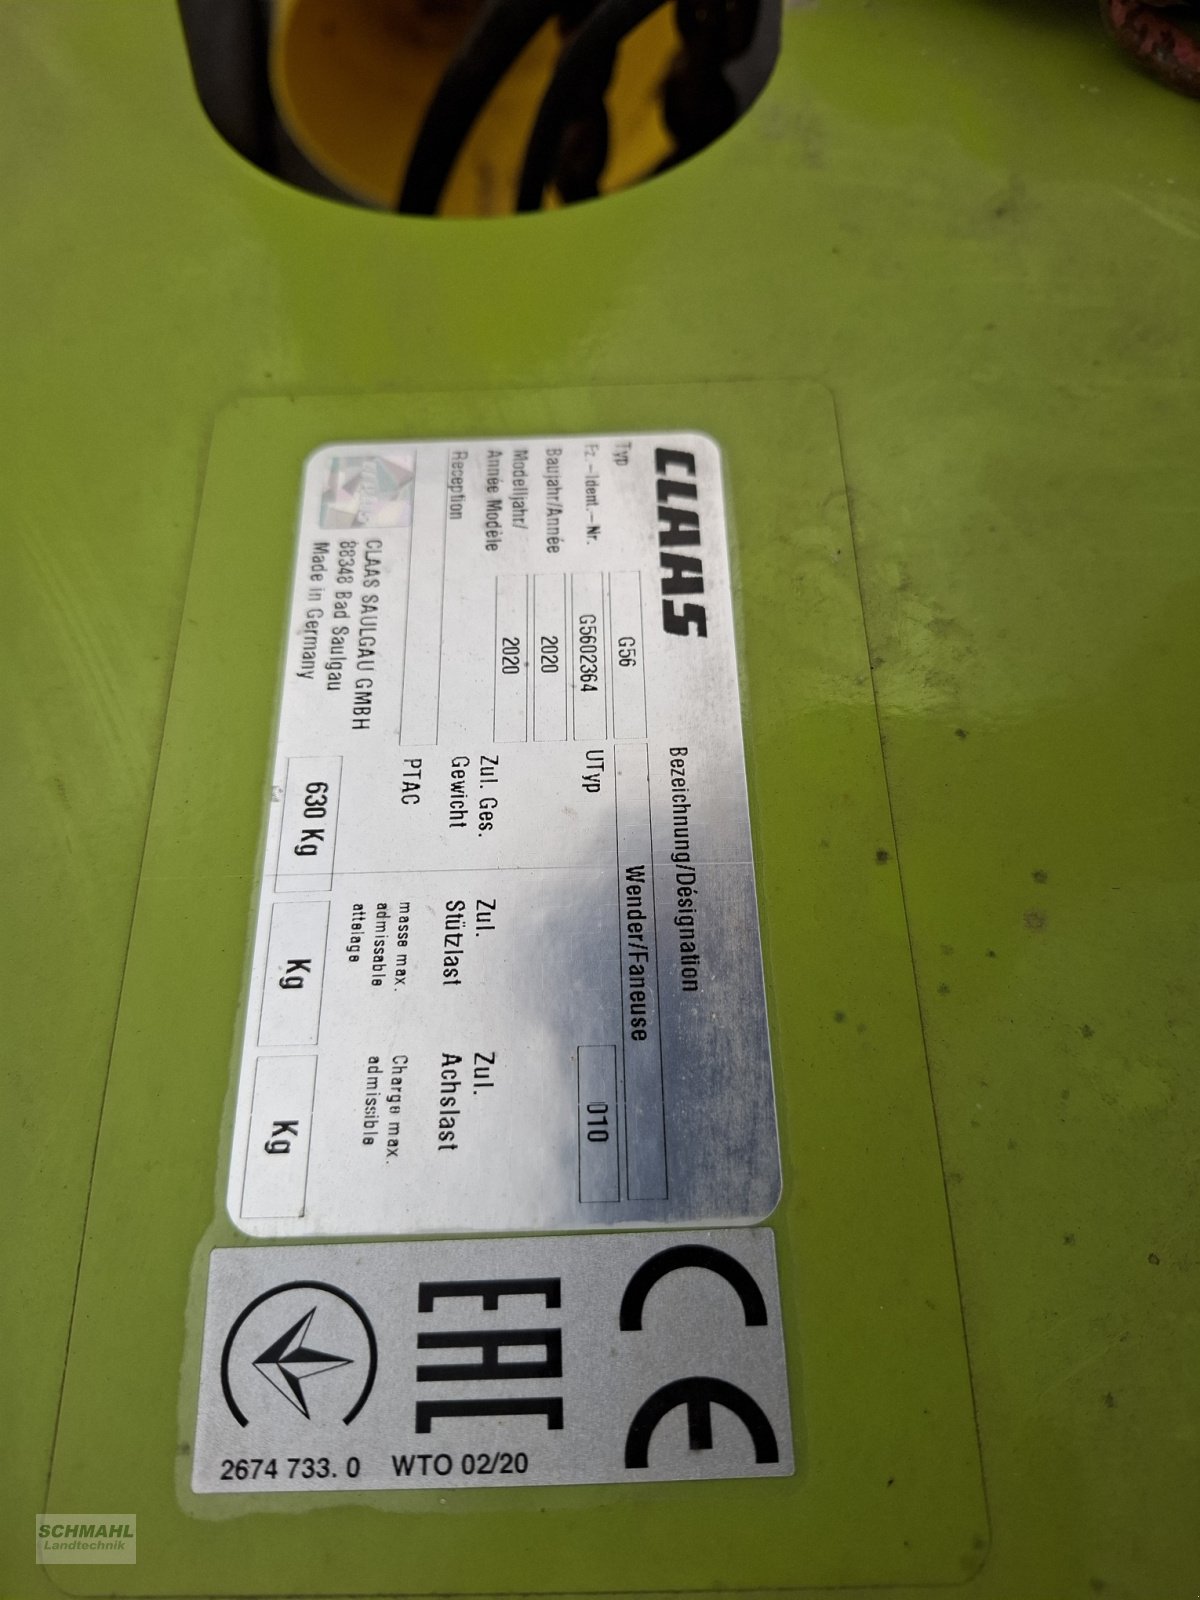 CLAAS
Bezeichnung/Désignation
Typ G56 Wender/Faneuse
Fz.-Ident.-Nr. G5602364 UTyp 010
Baujahr/Année 2020
Modelljahr/
Année Modèle 2020
Reception
Zul. Ges.
Gewicht
PTAC
Zul.
Stützlast
masse max.
admissable
attelage
Zul.
Achslast
Charge max.
admissible
CLAAS SAULGAU GMBH
88348 Bad Saulgau
Made in Germany
630 Kg Kg Kg
CE
EAC
2674 733. 0 WTO 02/20
SCHMAHL
Landtechnik